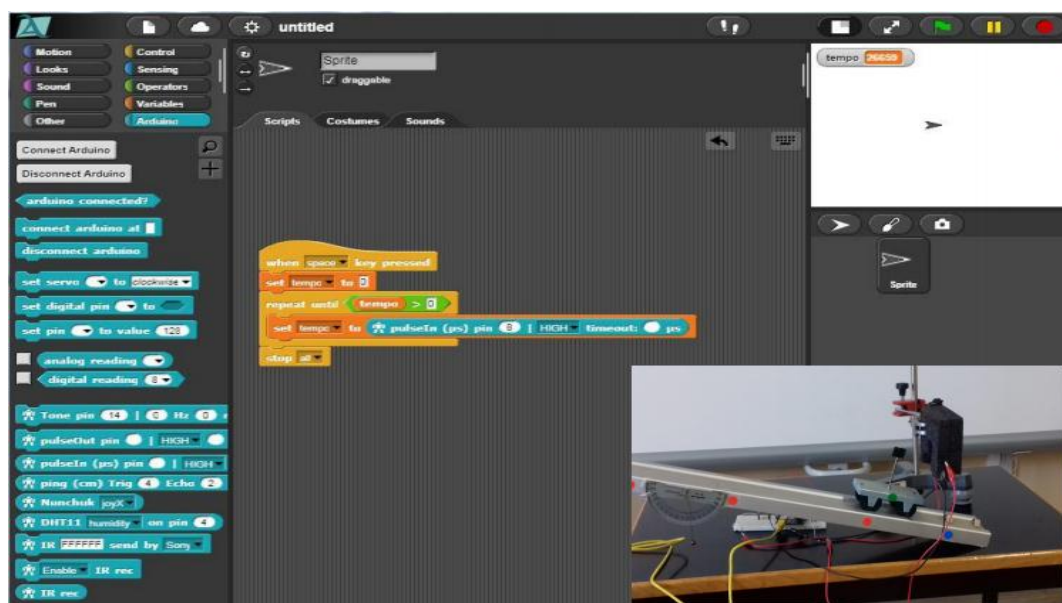 untitled
Motion Control
Looks Sensing
Sound Operators
Pen Variables
Other Arduino
Connect Arduino
Disconnect Arduino
arduino connected?
connect arduino at
disconnect arduino
set servo to clockwise
set digital pin to
set pin to value 128
analog reading
digital reading 8
Tone pin 14 | 0 Hz 0
pulseOut pin | HIGH
pulseIn (µs) pin | HIGH
ping (cm) Trig 4 Echo 2
Nunchuk joyX
DHT11 humidity on pin 4
IR FFFFFF send by Sony
Enable IR rec
IR rec
Sprite
draggable
Scripts Costumes Sounds
when space key pressed
set tempo to 0
repeat until tempo > 0
set tempo to pulseIn (µs) pin 8 | HIGH timeout: µs
stop all
tempo 26659
Sprite